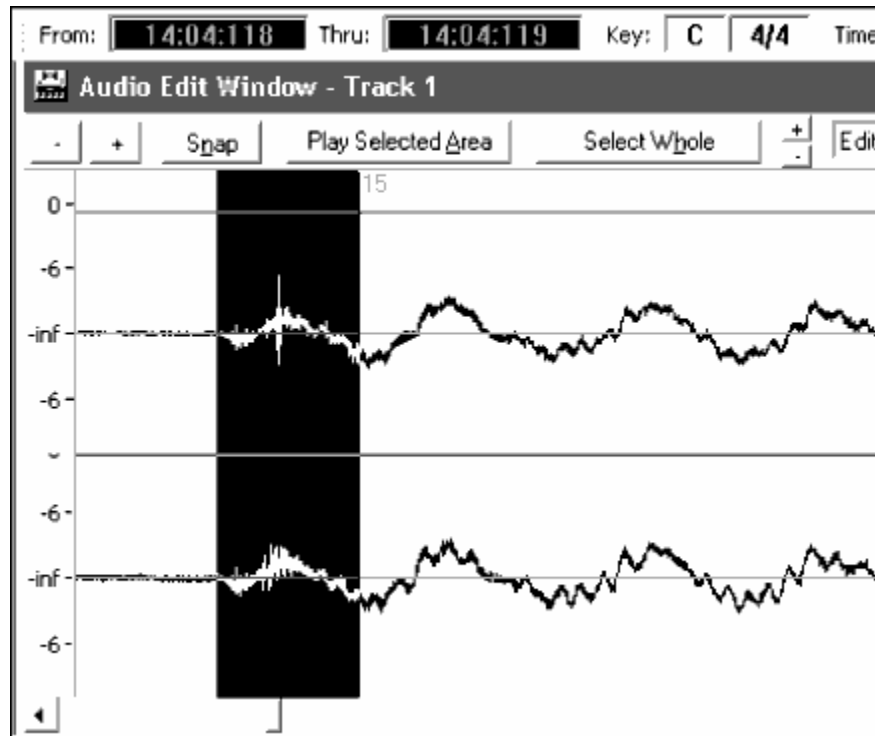 From: 14:04:118 Thru: 14:04:119 Key: C 4/4 Time
Audio Edit Window - Track 1
- + Snap Play Selected Area Select Whole + - Edit
15
0
-6
-inf
-6
-6
-inf
-6